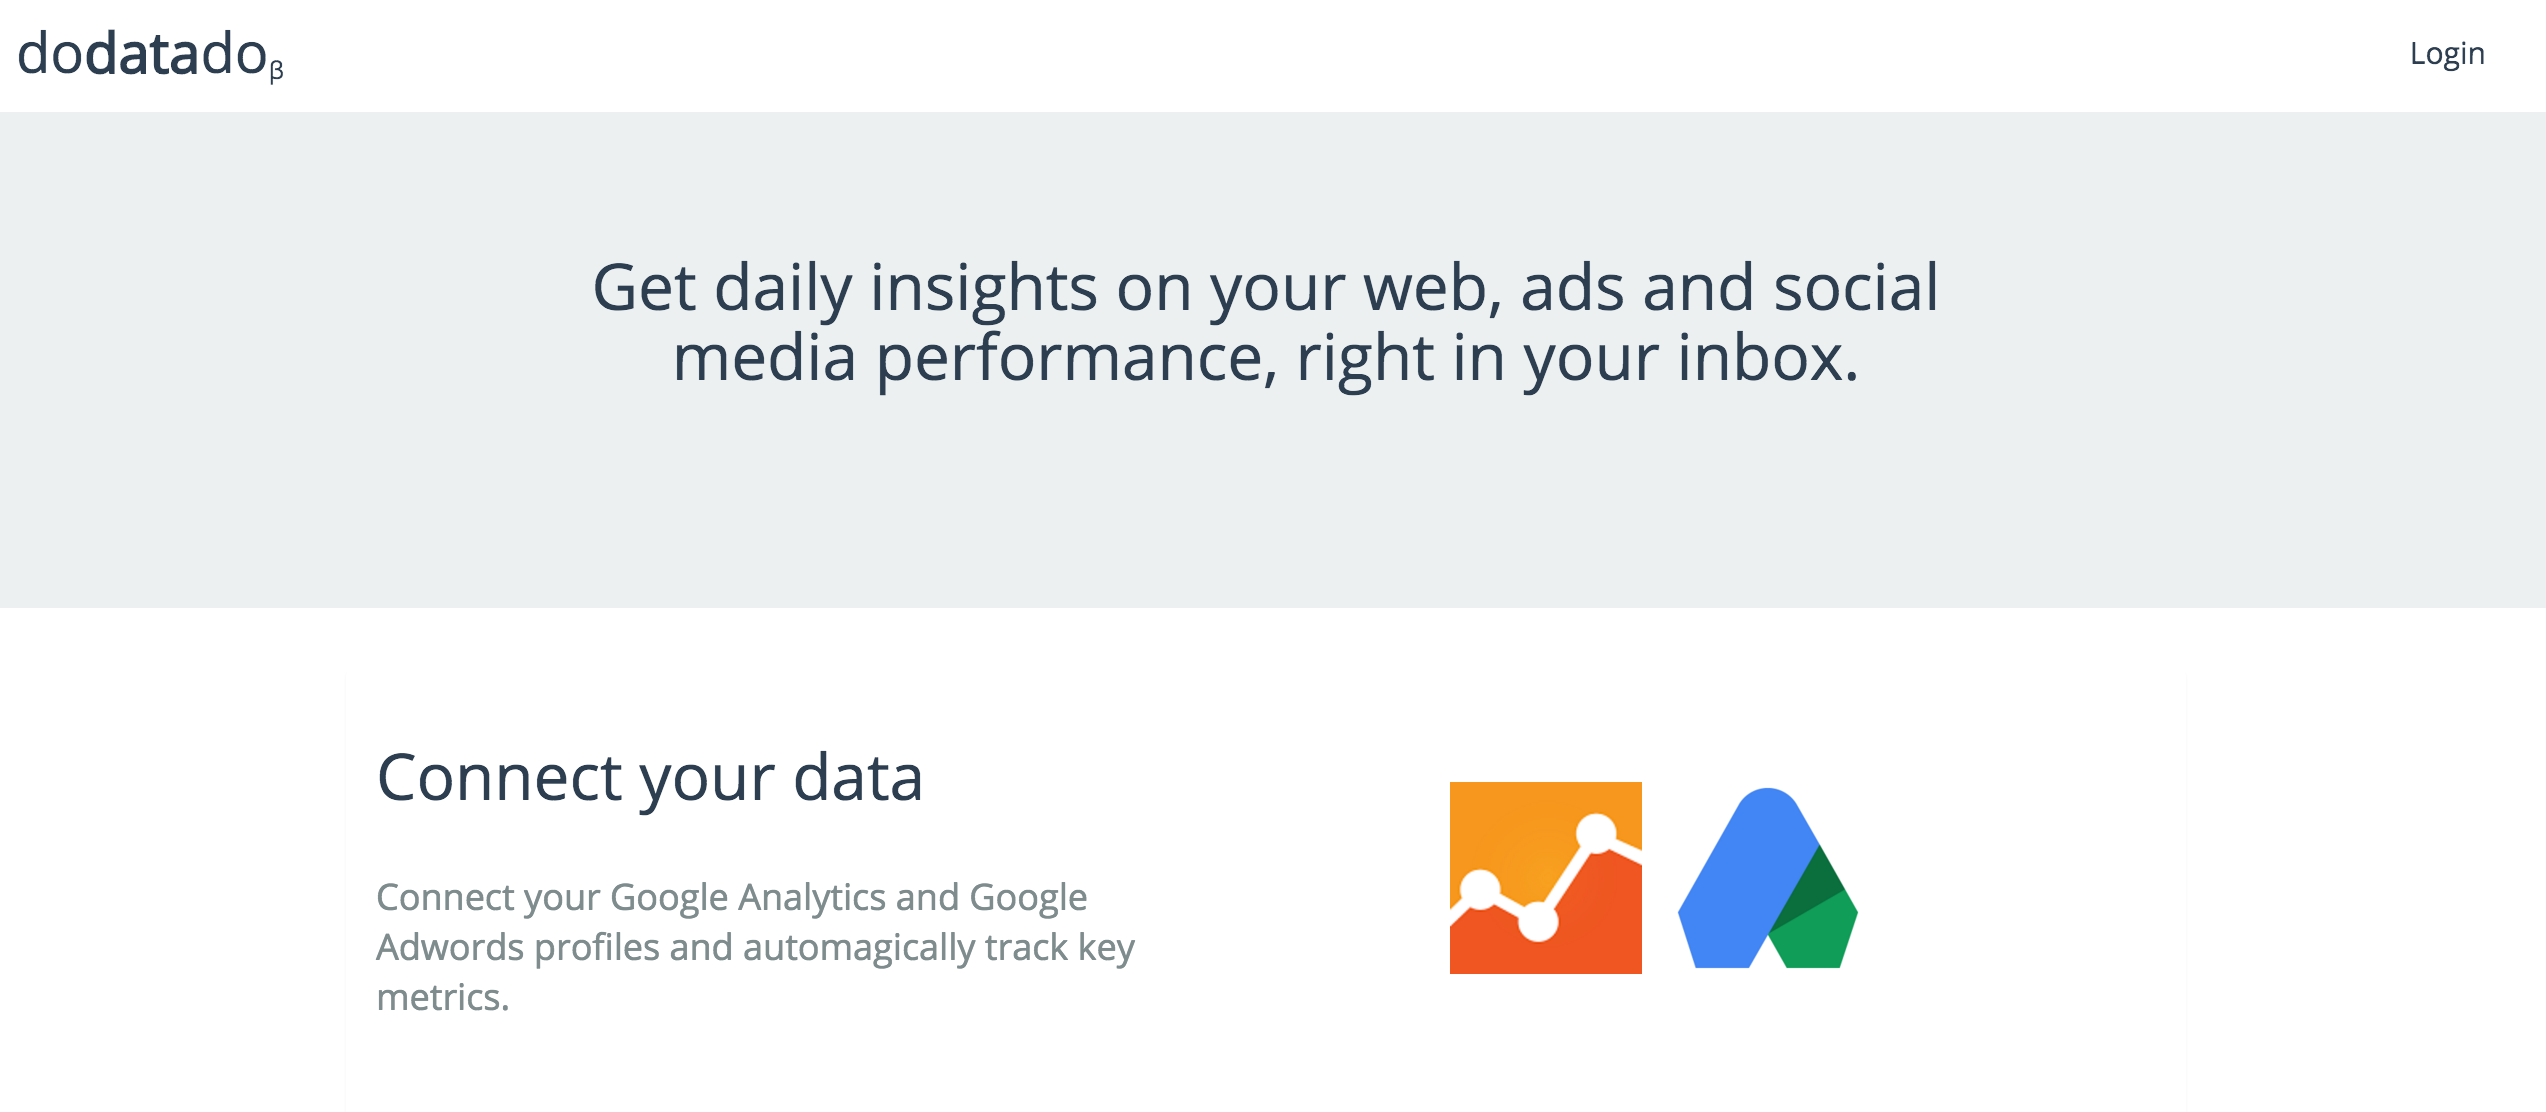 dodatadoβ
Login
Get daily insights on your web, ads and social
media performance, right in your inbox.
Connect your data
Connect your Google Analytics and Google
Adwords profiles and automagically track key
metrics.